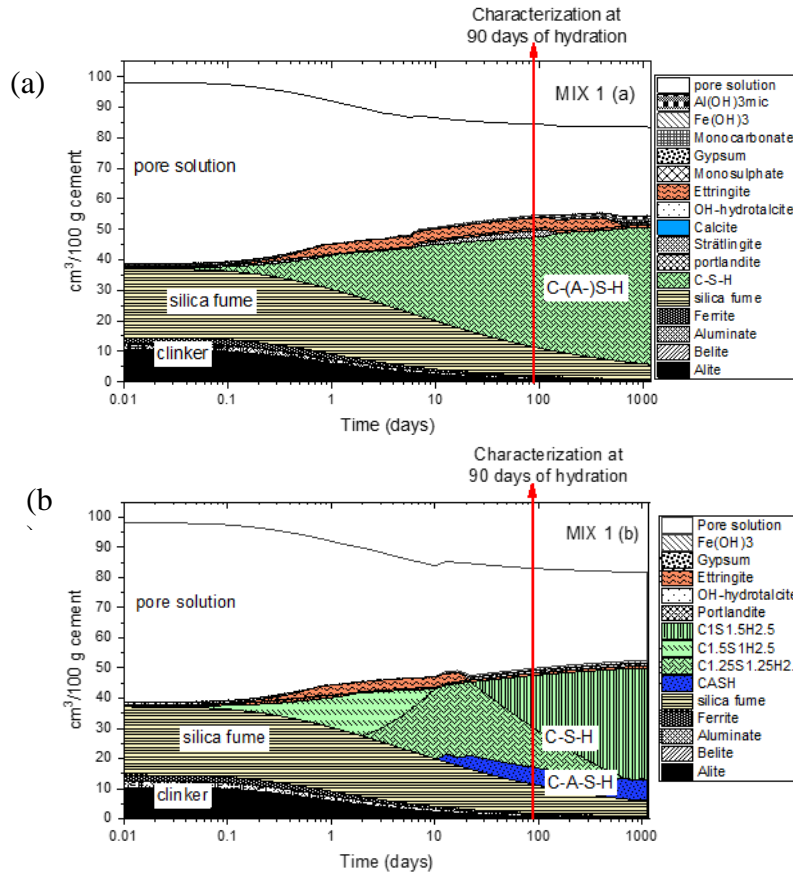 Characterization at
90 days of hydration
(a)
100
90
80
70
60
50
40
30
20
10
0
cm³/100 g cement
MIX 1 (a)
pore solution
silica fume
C-(A-)S-H
clinker
0.01 0.1 1 10 100 1000
Time (days)
pore solution
Al(OH)3mic
Fe(OH)3
Monocarbonate
Gypsum
Monosulphate
Ettringite
OH-hydrotalcite
Calcite
Strätlingite
portlandite
C-S-H
silica fume
Ferrite
Aluminate
Belite
Alite
Characterization at
90 days of hydration
(b
100
90
80
70
60
50
40
30
20
10
0
cm³/100 g cement
MIX 1 (b)
pore solution
silica fume
C-S-H
C-A-S-H
clinker
0.01 0.1 1 10 100 1000
Time (days)
Pore solution
Fe(OH)3
Gypsum
Ettringite
OH-hydrotalcite
Portlandite
C1S1.5H2.5
C1.5S1H2.5
C1.25S1.25H2.
CASH
silica fume
Ferrite
Aluminate
Belite
Alite